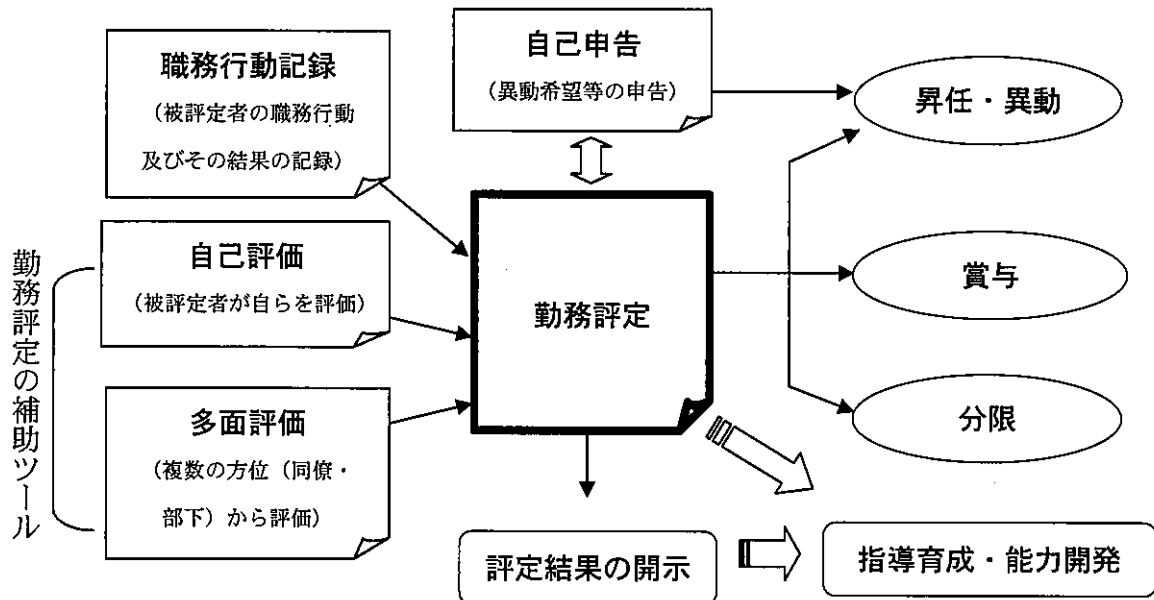 職務行動記録
（被評定者の職務行動
及びその結果の記録）
自己申告
（異動希望等の申告）
昇任・異動
勤務評定の補助ツール
自己評価
（被評定者が自らを評価）
勤務評定
賞与
多面評価
（複数の方位（同僚・
部下）から評価）
分限
評定結果の開示
指導育成・能力開発